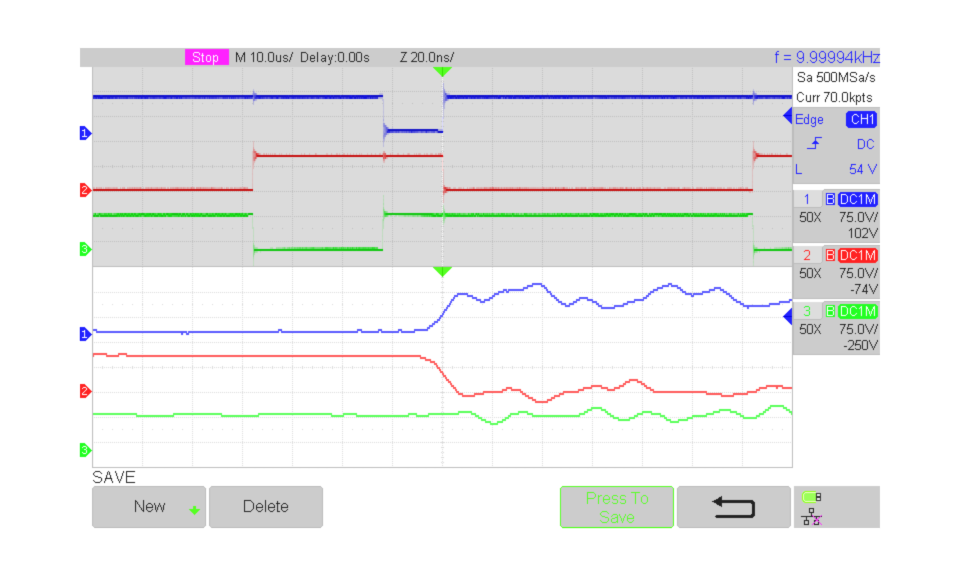 Stop M 10.0us/ Delay:0.00s Z 20.0ns/ f = 9.99994kHz
Sa 500MSa/s
Curr 70.0kpts
Edge CH1
DC
L 54 V
1 B DC1M
50X 75.0V/
102V
2 B DC1M
50X 75.0V/
-74V
3 B DC1M
50X 75.0V/
-250V
1
2
3
1
2
3
SAVE
New Delete Press To
Save